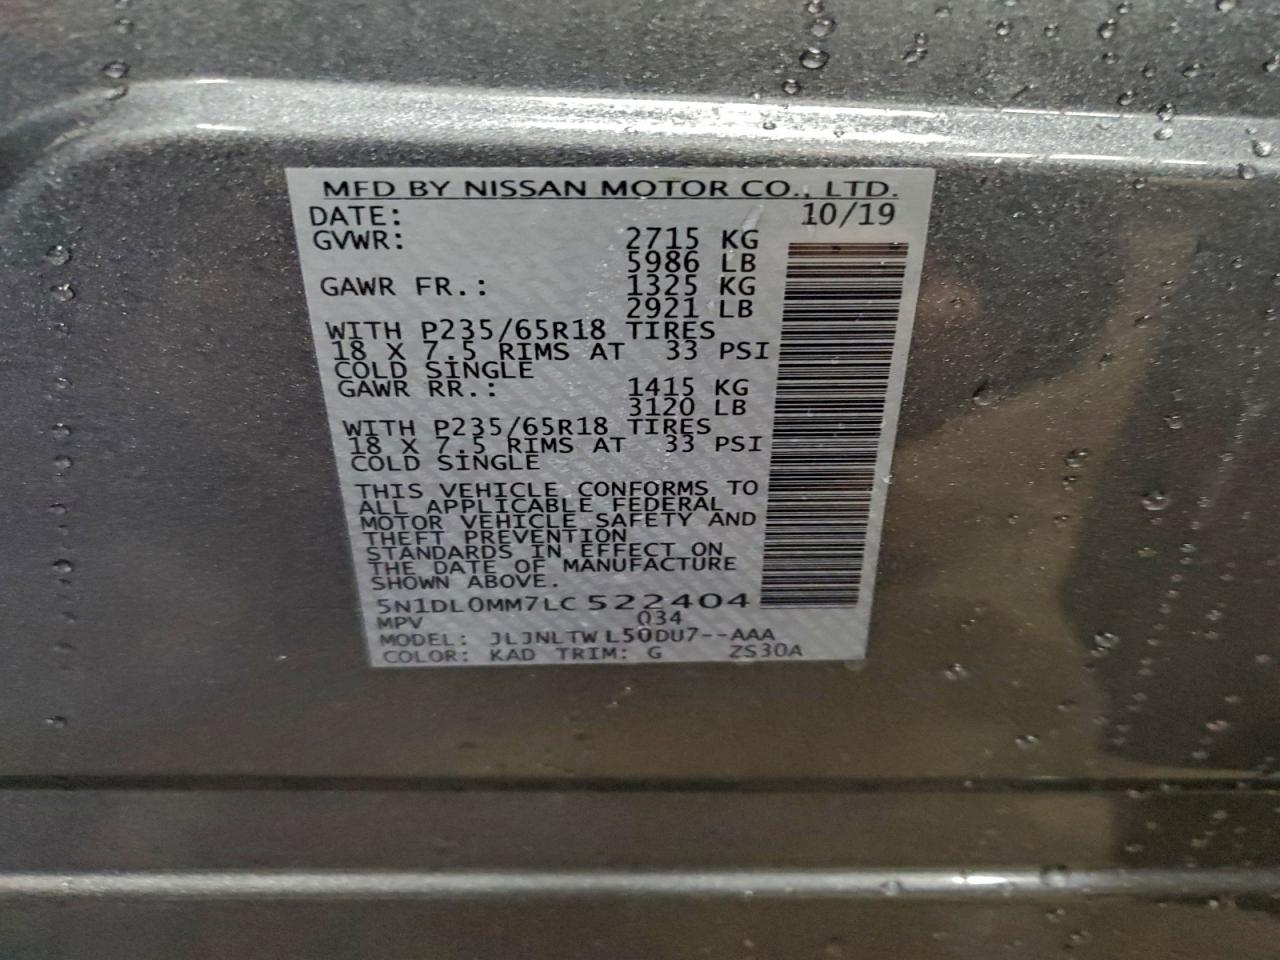 MFD BY NISSAN MOTOR CO., LTD.
DATE: 10/19
GVWR: 2715 KG
5986 LB
GAWR FR.: 1325 KG
2921 LB
WITH P235/65R18 TIRES
18 X 7.5 RIMS AT 33 PSI
COLD SINGLE
GAWR RR.: 1415 KG
3120 LB
WITH P235/65R18 TIRES
18 X 7.5 RIMS AT 33 PSI
COLD SINGLE
THIS VEHICLE CONFORMS TO
ALL APPLICABLE FEDERAL
MOTOR VEHICLE SAFETY AND
THEFT PREVENTION
STANDARDS IN EFFECT ON
THE DATE OF MANUFACTURE
SHOWN ABOVE.
5N1DL0MM7LC522404
MPV 034
MODEL: JLJNLTWL50DU7--AAA
COLOR: KAD TRIM: G ZS30A